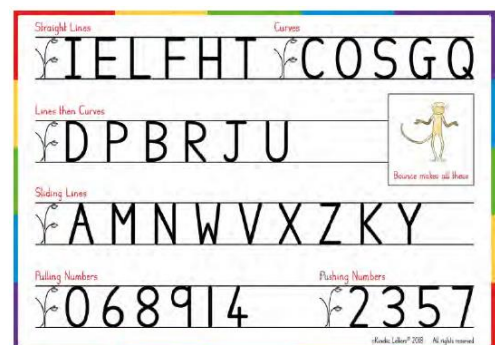 Straight Lines Curves
IELFHT COSGQ
Lines then Curves
DPBRJU
Bounce makes all these
Sliding Lines
AMNWVXZKY
Pulling Numbers Pushing Numbers
068914 2357
©Kinetic Letters® 2018 All rights reserved